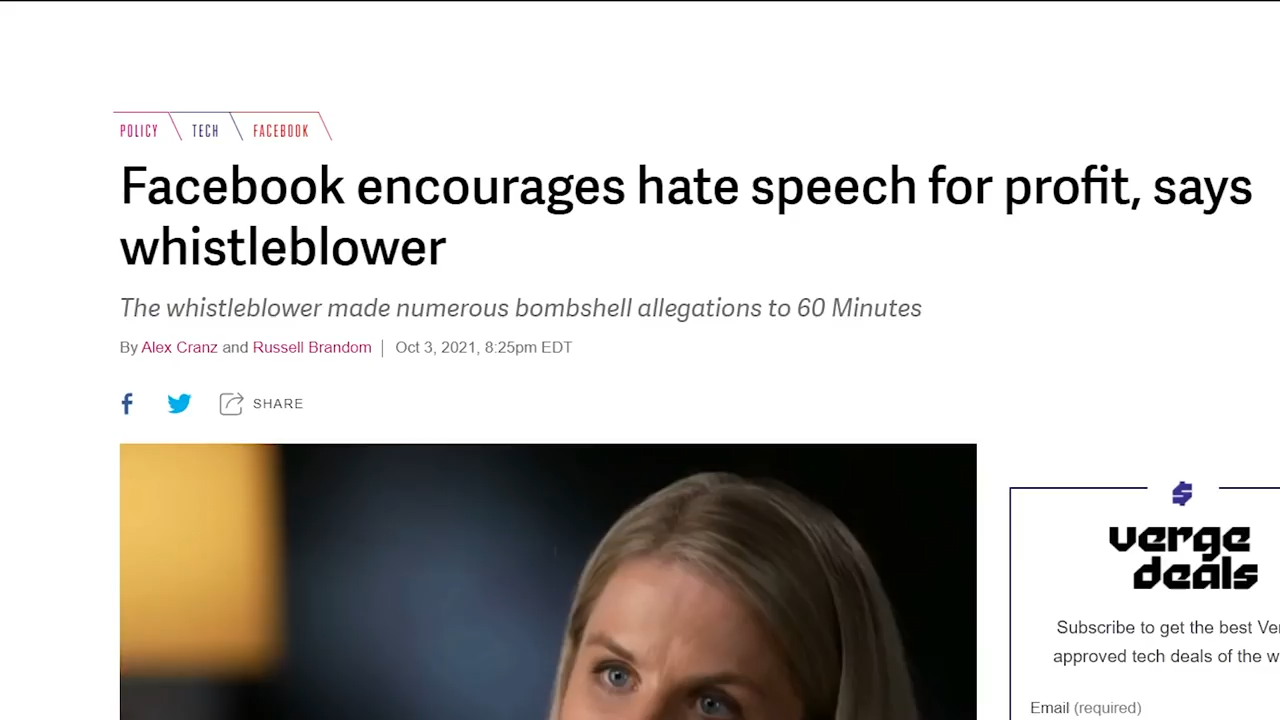 POLICY TECH FACEBOOK
Facebook encourages hate speech for profit, says
whistleblower
The whistleblower made numerous bombshell allegations to 60 Minutes
By Alex Cranz and Russell Brandom | Oct 3, 2021, 8:25pm EDT
SHARE
verge
deals
Subscribe to get the best
approved tech deals of the
Email (required)